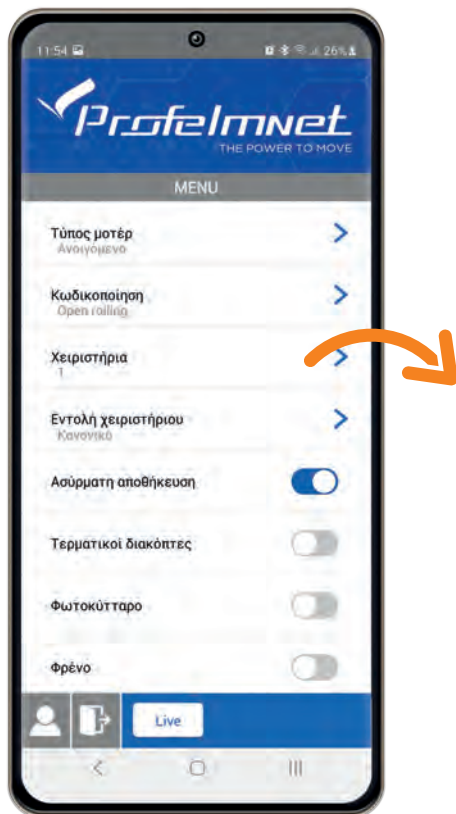 11:54
26%
Profelmnet
THE POWER TO MOVE
MENU
Τύπος μοτέρ
Ανοιγόμενο
Κωδικοποίηση
Open rolling
Χειριστήρια
1
Εντολή χειριστήριου
Κανονικό
Ασύρματη αποθήκευση
Τερματικοί διακόπτες
Φωτοκύτταρο
Φρένο
Live